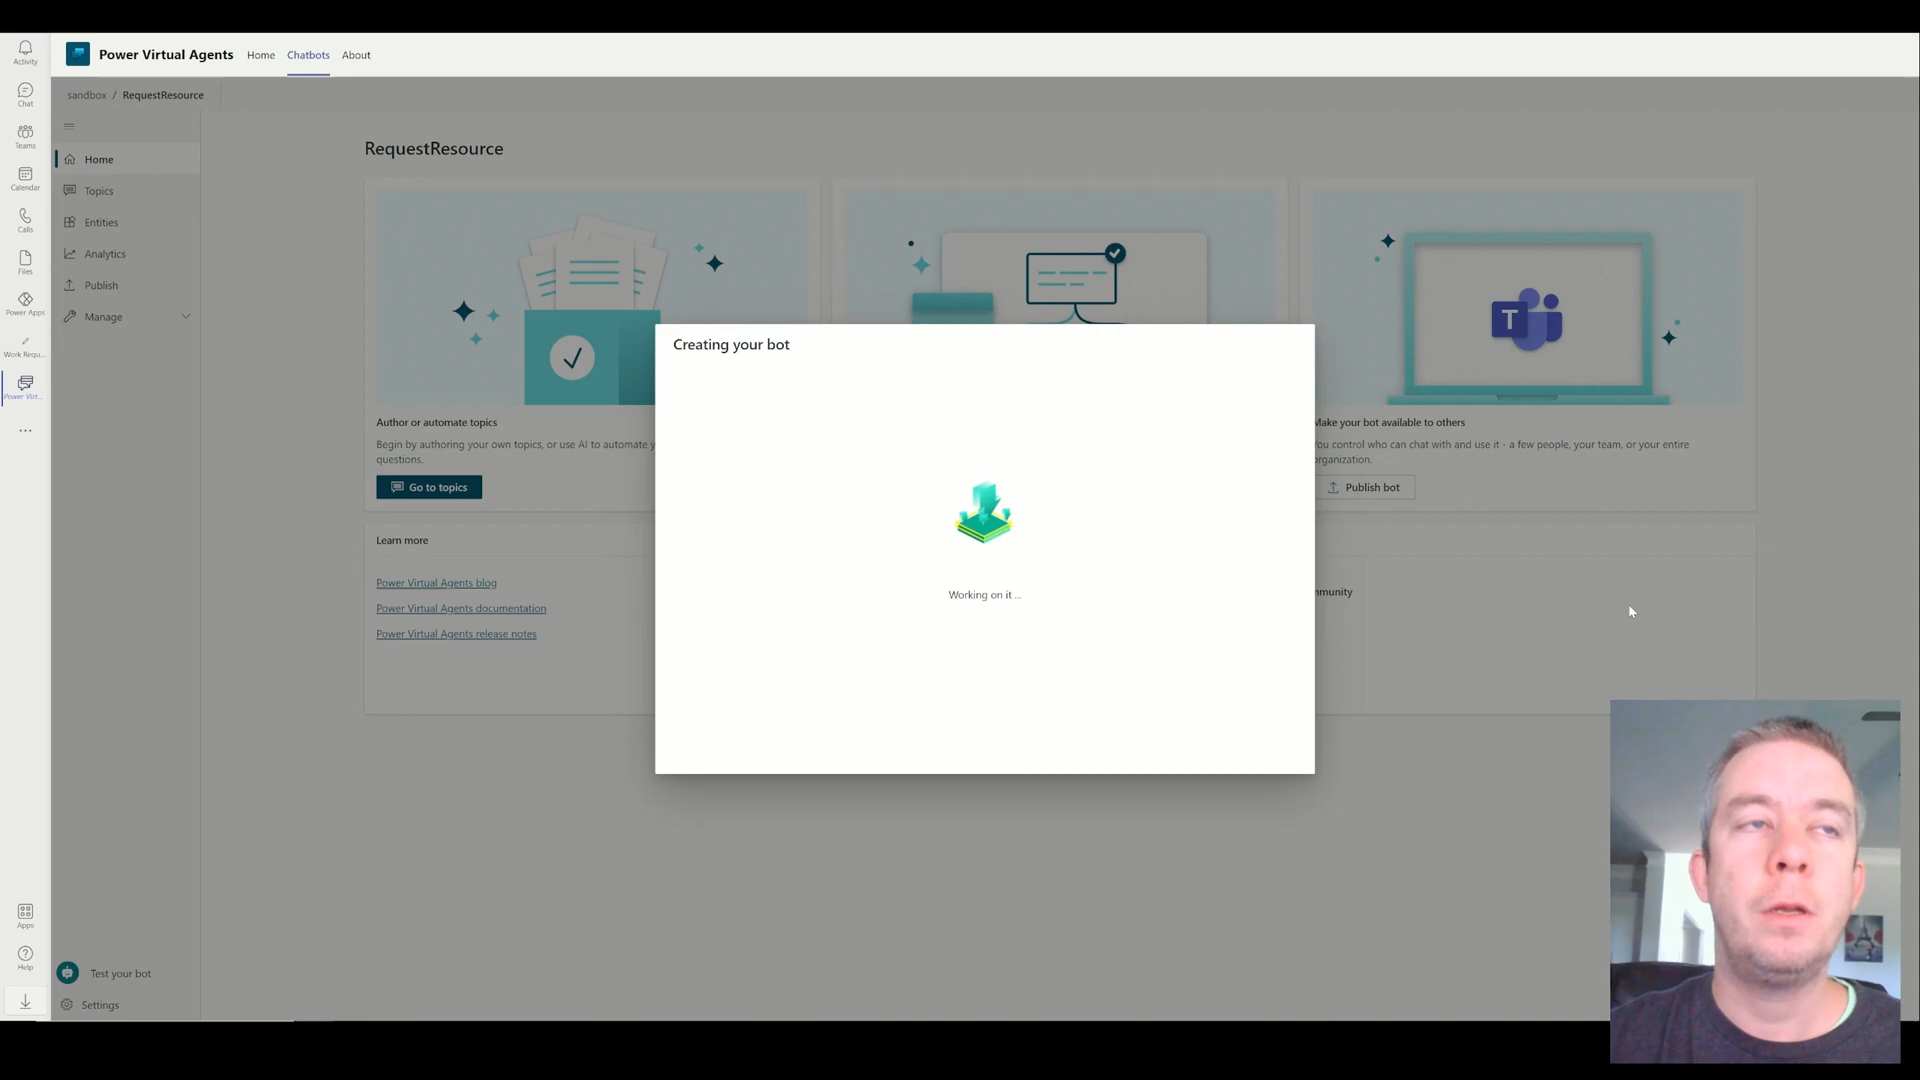 Power Virtual Agents
Home
Chatbots
About
Activity
Chat
Teams
Calendar
Calls
Files
Power Apps
Work Requ...
Power Virt...
Apps
Help
sandbox / RequestResource
Home
Topics
Entities
Analytics
Publish
Manage
Test your bot
Settings
RequestResource
Author or automate topics
Begin by authoring your own topics, or use AI to automate
questions.
Go to topics
Learn more
Power Virtual Agents blog
Power Virtual Agents documentation
Power Virtual Agents release notes
Creating your bot
Working on it ...
T
Make your bot available to others
You control who can chat with and use it - a few people, your team, or your entire
organization.
Publish bot
mmunity